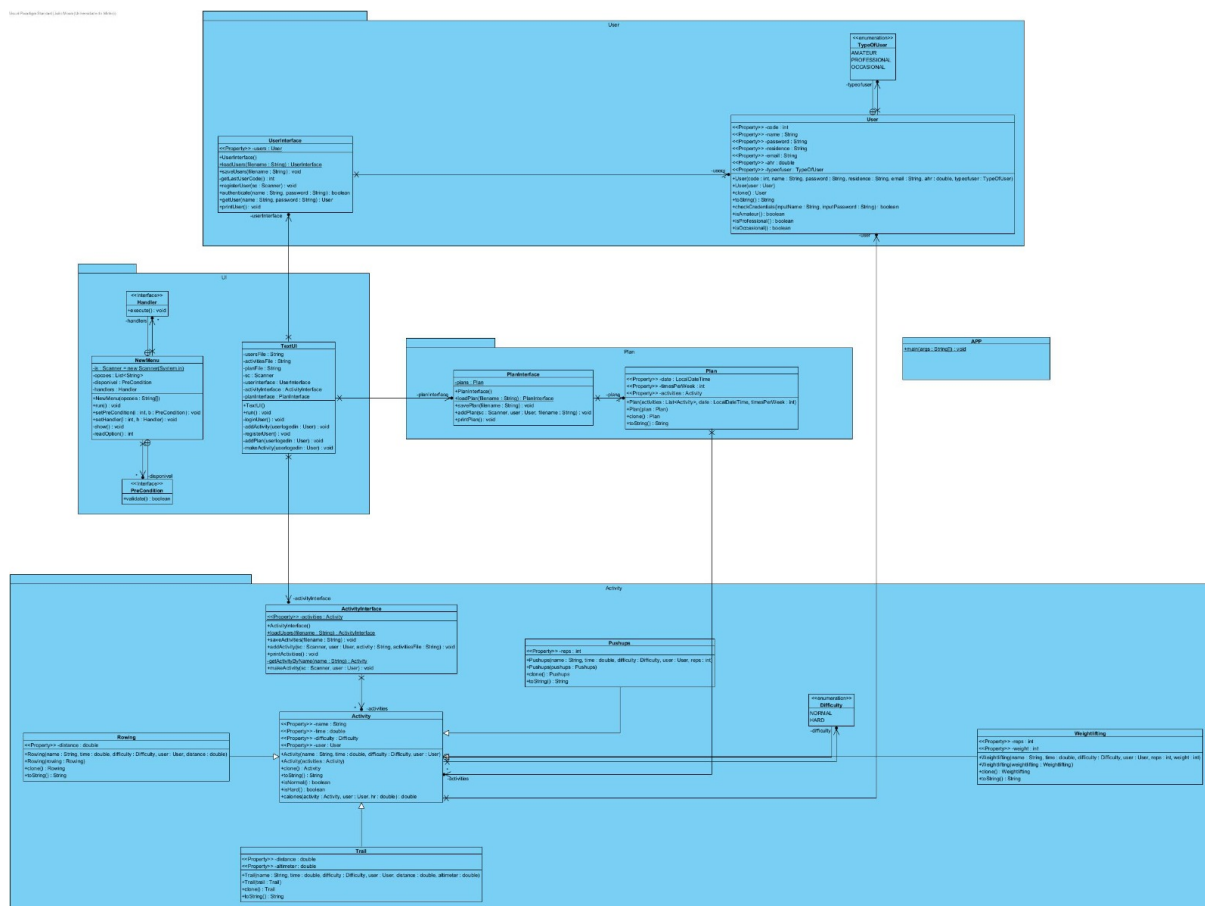 User
<<enumeration>>
TypeOfUser
AMATEUR
PROFESSIONAL
OCCASIONAL
-typeofuser
User
<<Property>> -code : int
<<Property>> -name : String
<<Property>> -password : String
<<Property>> -residence : String
<<Property>> -email : String
<<Property>> -ahr : double
<<Property>> -typeofuser : TypeOfUser
+User(code : int, name : String, password : String, residence : String, email : String, ahr : double, typeofuser : TypeOfUser)
+User(user : User)
+clone() : User
+toString() : String
+checkCredentials(inputName : String, inputPassword : String) : boolean
+isAmateur() : boolean
+isProfessional() : boolean
+isOccasional() : boolean
-user
UserInterface
<<Property>> -users : User
+UserInterface()
+loadUsers(filename : String) : UserInterface
+saveUsers(filename : String) : void
-getLastUserCode() : int
+registerUser(sc : Scanner) : void
+authenticate(name : String, password : String) : boolean
+getUser(name : String, password : String) : User
+printUser() : void
-userInterface
UI
<<Interface>>
Handler
+execute() : void
-handlers
*
NewMenu
-is : Scanner = new Scanner(System.in)
-opcoes : List<String>
-disponivel : PreCondition
-handlers : Handler
+NewMenu(opcoes : String[])
+run() : void
+setPreCondition(i : int, b : PreCondition) : void
+setHandler(i : int, h : Handler) : void
+show() : void
-readOption() : int
*
-disponivel
<<Interface>>
PreCondition
+validate() : boolean
TextUI
-usersFile : String
-activitiesFile : String
-planFile : String
-sc : Scanner
-userInterface : UserInterface
-activityInterface : ActivityInterface
-planInterface : PlanInterface
+TextUI()
+run() : void
-loginUser() : void
-addActivity(userlogedin : User) : void
-registerUser() : void
-addPlan(userlogedin : User) : void
-makeActivity(userlogedin : User) : void
Plan
-planInterface
PlanInterface
-plans : Plan
+PlanInterface()
+loadPlan(filename : String) : PlanInterface
+savePlan(filename : String) : void
+addPlan(sc : Scanner, user : User, filename : String) : void
+printPlan() : void
-plans
Plan
<<Property>> -date : LocalDateTime
<<Property>> -timesPerWeek : int
<<Property>> -activities : Activity
+Plan(activities : List<Activity>, date : LocalDateTime, timesPerWeek : int)
+Plan(plan : Plan)
+clone() : Plan
+toString() : String
APP
+main(args : String[]) : void
Activity
-activityInterface
ActivityInterface
<<Property>> -activities : Activity
+ActivityInterface()
+loadUsers(filename : String) : ActivityInterface
+saveActivities(filename : String) : void
+addActivity(sc : Scanner, user : User, activity : String, activitiesFile : String) : void
+printActivities() : void
-getActivityByName(name : String) : Activity
+makeActivity(sc : Scanner, user : User) : void
*
-activities
Pushups
<<Property>> -reps : int
+Pushups(name : String, time : double, difficulty : Difficulty, user : User, reps : int)
+Pushups(pushups : Pushups)
+clone() : Pushups
+toString() : String
<<enumeration>>
Difficulty
NORMAL
HARD
-difficulty
Activity
<<Property>> -name : String
<<Property>> -time : double
<<Property>> -difficulty : Difficulty
<<Property>> -user : User
+Activity(name : String, time : double, difficulty : Difficulty, user : User)
+Activity(activities : Activity)
+clone() : Activity
+toString() : String
+isNormal() : boolean
+isHard() : boolean
+calories(activity : Activity, user : User, hr : double) : double
*
-activities
Rowing
<<Property>> -distance : double
+Rowing(name : String, time : double, difficulty : Difficulty, user : User, distance : double)
+Rowing(rowing : Rowing)
+clone() : Rowing
+toString() : String
Weightlifting
<<Property>> -reps : int
<<Property>> -weight : int
+Weightlifting(name : String, time : double, difficulty : Difficulty, user : User, reps : int, weight : int)
+Weightlifting(weightlifting : Weightlifting)
+clone() : Weightlifting
+toString() : String
Trail
<<Property>> -distance : double
<<Property>> -altimeter : double
+Trail(name : String, time : double, difficulty : Difficulty, user : User, distance : double, altimeter : double)
+Trail(trail : Trail)
+clone() : Trail
+toString() : String